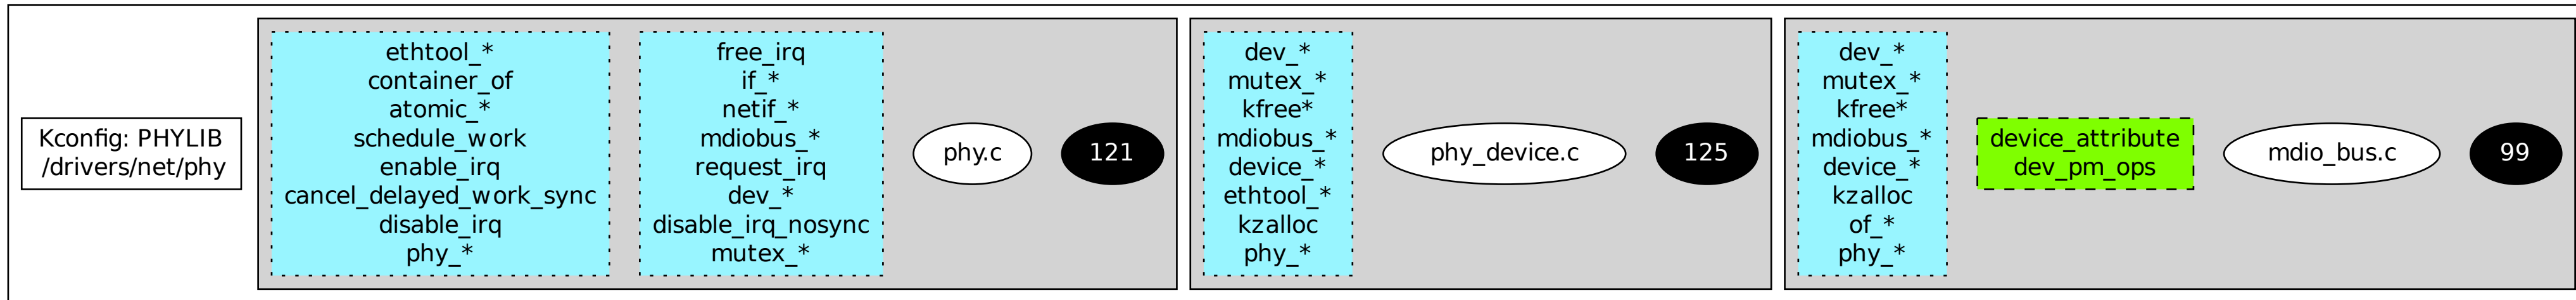 Kconfig: PHYLIB
/drivers/net/phy
ethtool_*
container_of
atomic_*
schedule_work
enable_irq
cancel_delayed_work_sync
disable_irq
phy_*
free_irq
if_*
netif_*
mdiobus_*
request_irq
dev_*
disable_irq_nosync
mutex_*
phy.c
121
dev_*
mutex_*
kfree*
mdiobus_*
device_*
ethtool_*
kzalloc
phy_*
phy_device.c
125
dev_*
mutex_*
kfree*
mdiobus_*
device_*
kzalloc
of_*
phy_*
device_attribute
dev_pm_ops
mdio_bus.c
99